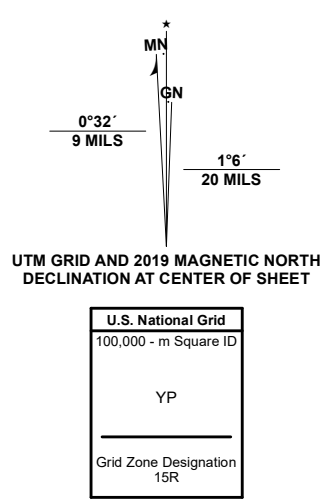 ★
MN
GN
0°32´
9 MILS
1°6´
20 MILS
UTM GRID AND 2019 MAGNETIC NORTH
DECLINATION AT CENTER OF SHEET
U.S. National Grid
100,000 - m Square ID
YP
Grid Zone Designation
15R